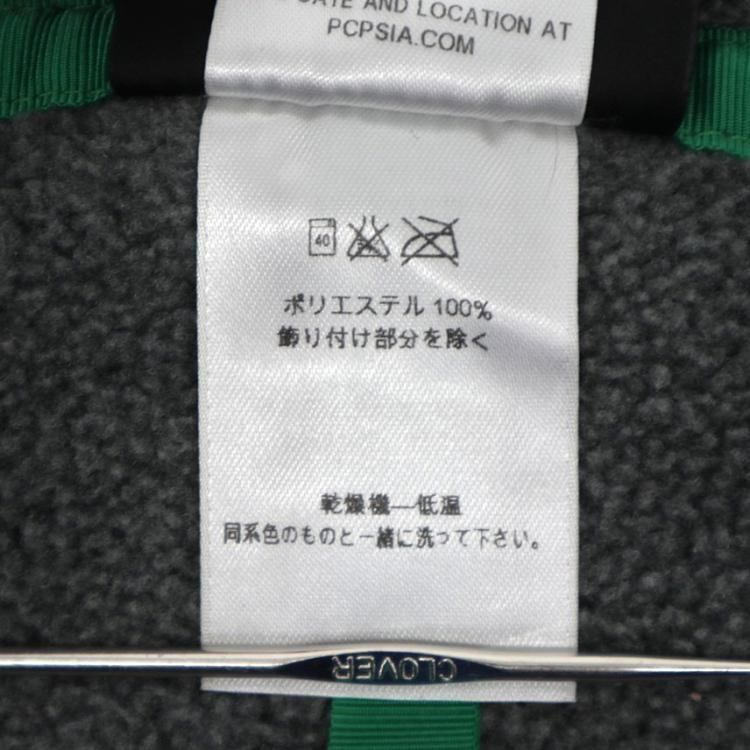 DATE AND LOCATION AT
PCPSIA.COM
40
ポリエステル 100%
飾り付け部分を除く
乾燥機—低温
同系色のものと一緒に洗って下さい。
CLOVER